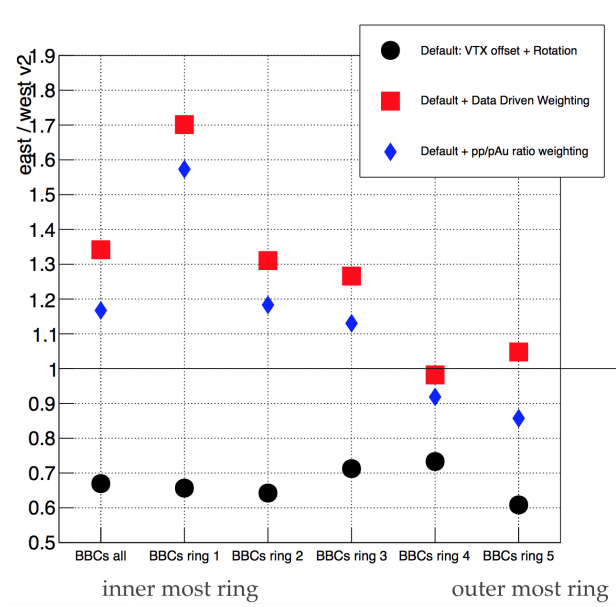 east / west v2
1.9
1.8
1.7
1.6
1.5
1.4
1.3
1.2
1.1
1
0.9
0.8
0.7
0.6
0.5
Default: VTX offset + Rotation
Default + Data Driven Weighting
Default + pp/pAu ratio weighting
BBCs all BBCs ring 1 BBCs ring 2 BBCs ring 3 BBCs ring 4 BBCs ring 5
inner most ring outer most ring